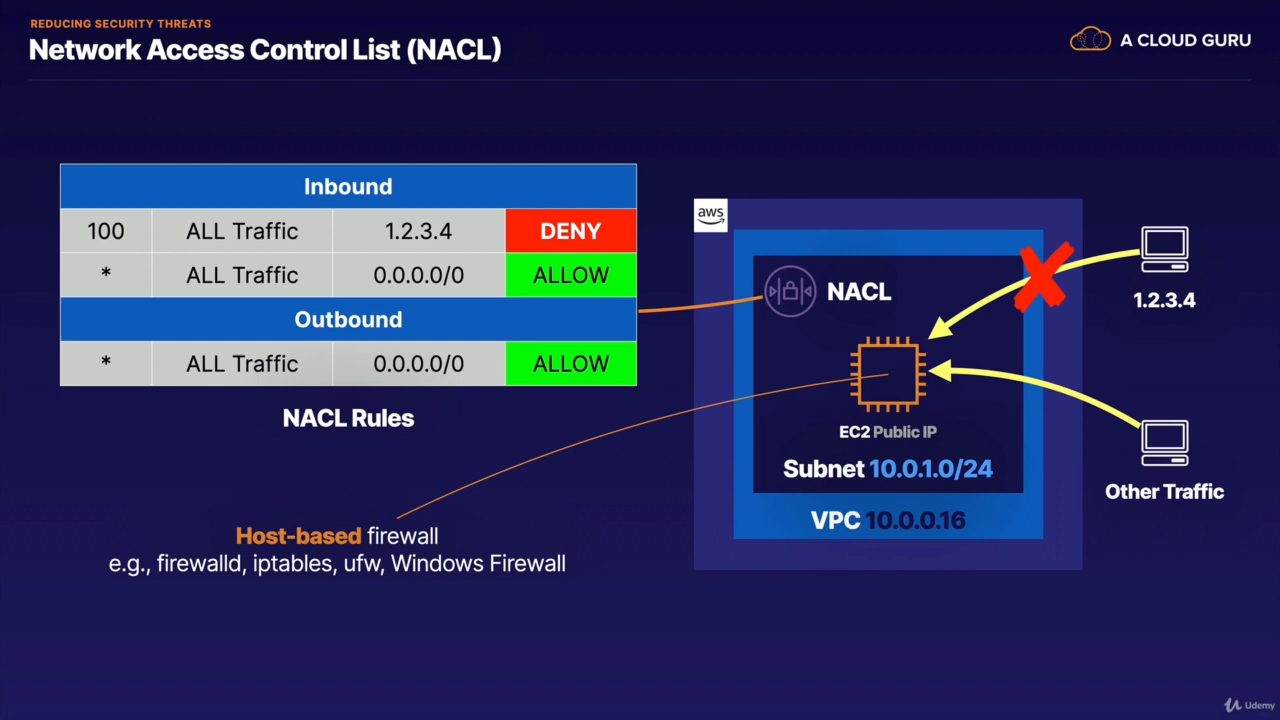 REDUCING SECURITY THREATS
Network Access Control List (NACL)
A CLOUD GURU
Inbound
100 ALL Traffic 1.2.3.4 DENY
* ALL Traffic 0.0.0.0/0 ALLOW
Outbound
* ALL Traffic 0.0.0.0/0 ALLOW
NACL Rules
Host-based firewall
e.g., firewalld, iptables, ufw, Windows Firewall
aws
NACL
EC2 Public IP
Subnet 10.0.1.0/24
VPC 10.0.0.16
1.2.3.4
Other Traffic
Udemy